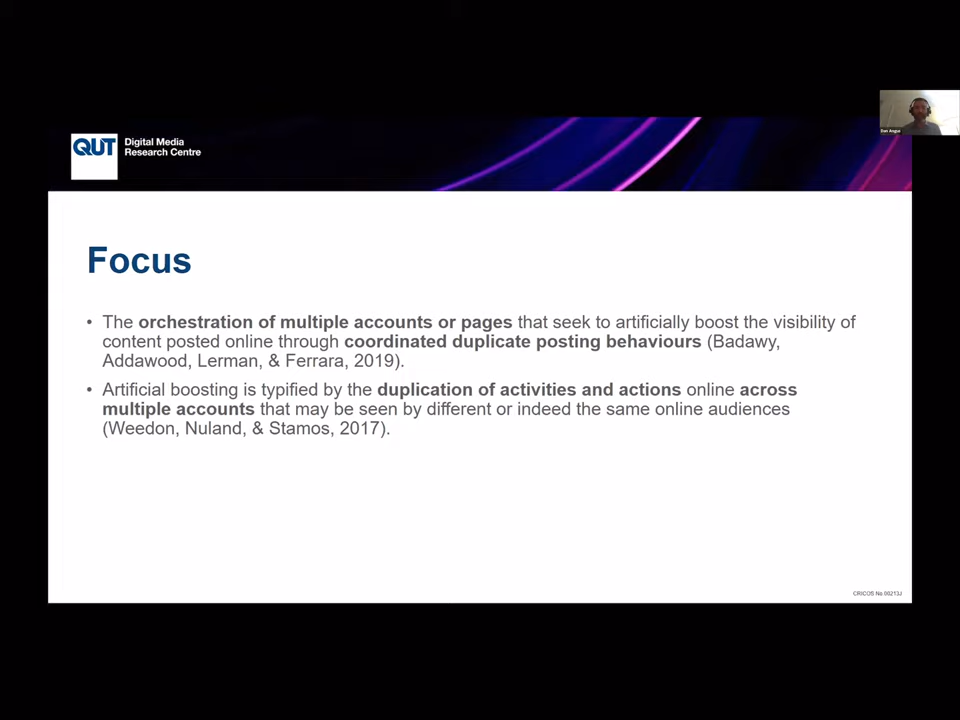 QUT
Digital Media
Research Centre
Dan Angus
Focus
• The orchestration of multiple accounts or pages that seek to artificially boost the visibility of
content posted online through coordinated duplicate posting behaviours (Badawy,
Addawood, Lerman, & Ferrara, 2019).
• Artificial boosting is typified by the duplication of activities and actions online across
multiple accounts that may be seen by different or indeed the same online audiences
(Weedon, Nuland, & Stamos, 2017).
CRICOS No.00213J